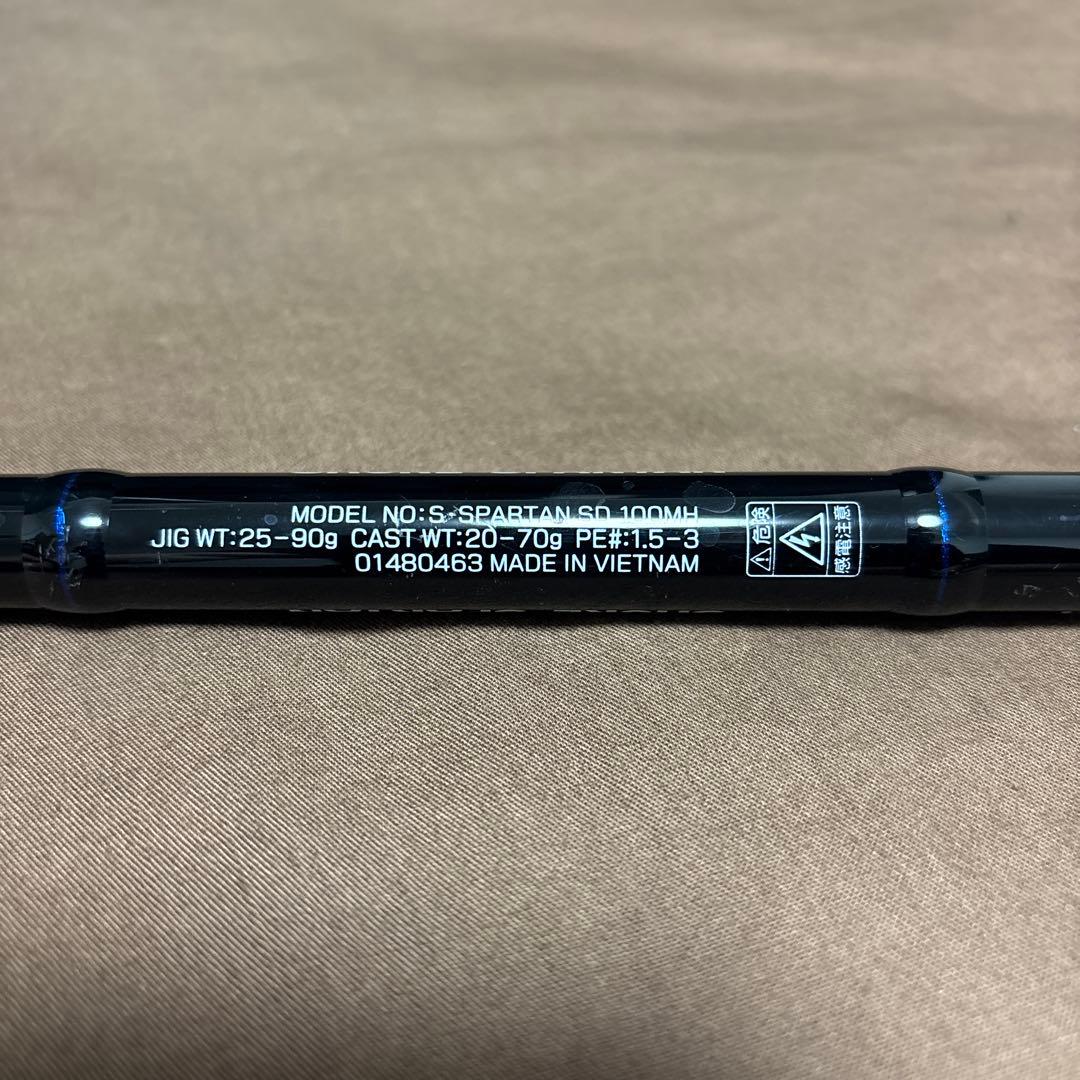 MODEL NO:S-SPARTAN SD 100MH
JIG WT:25-90g CAST WT:20-70g PE#:1.5-3
01480463 MADE IN VIETNAM
⚠危険
感電注意